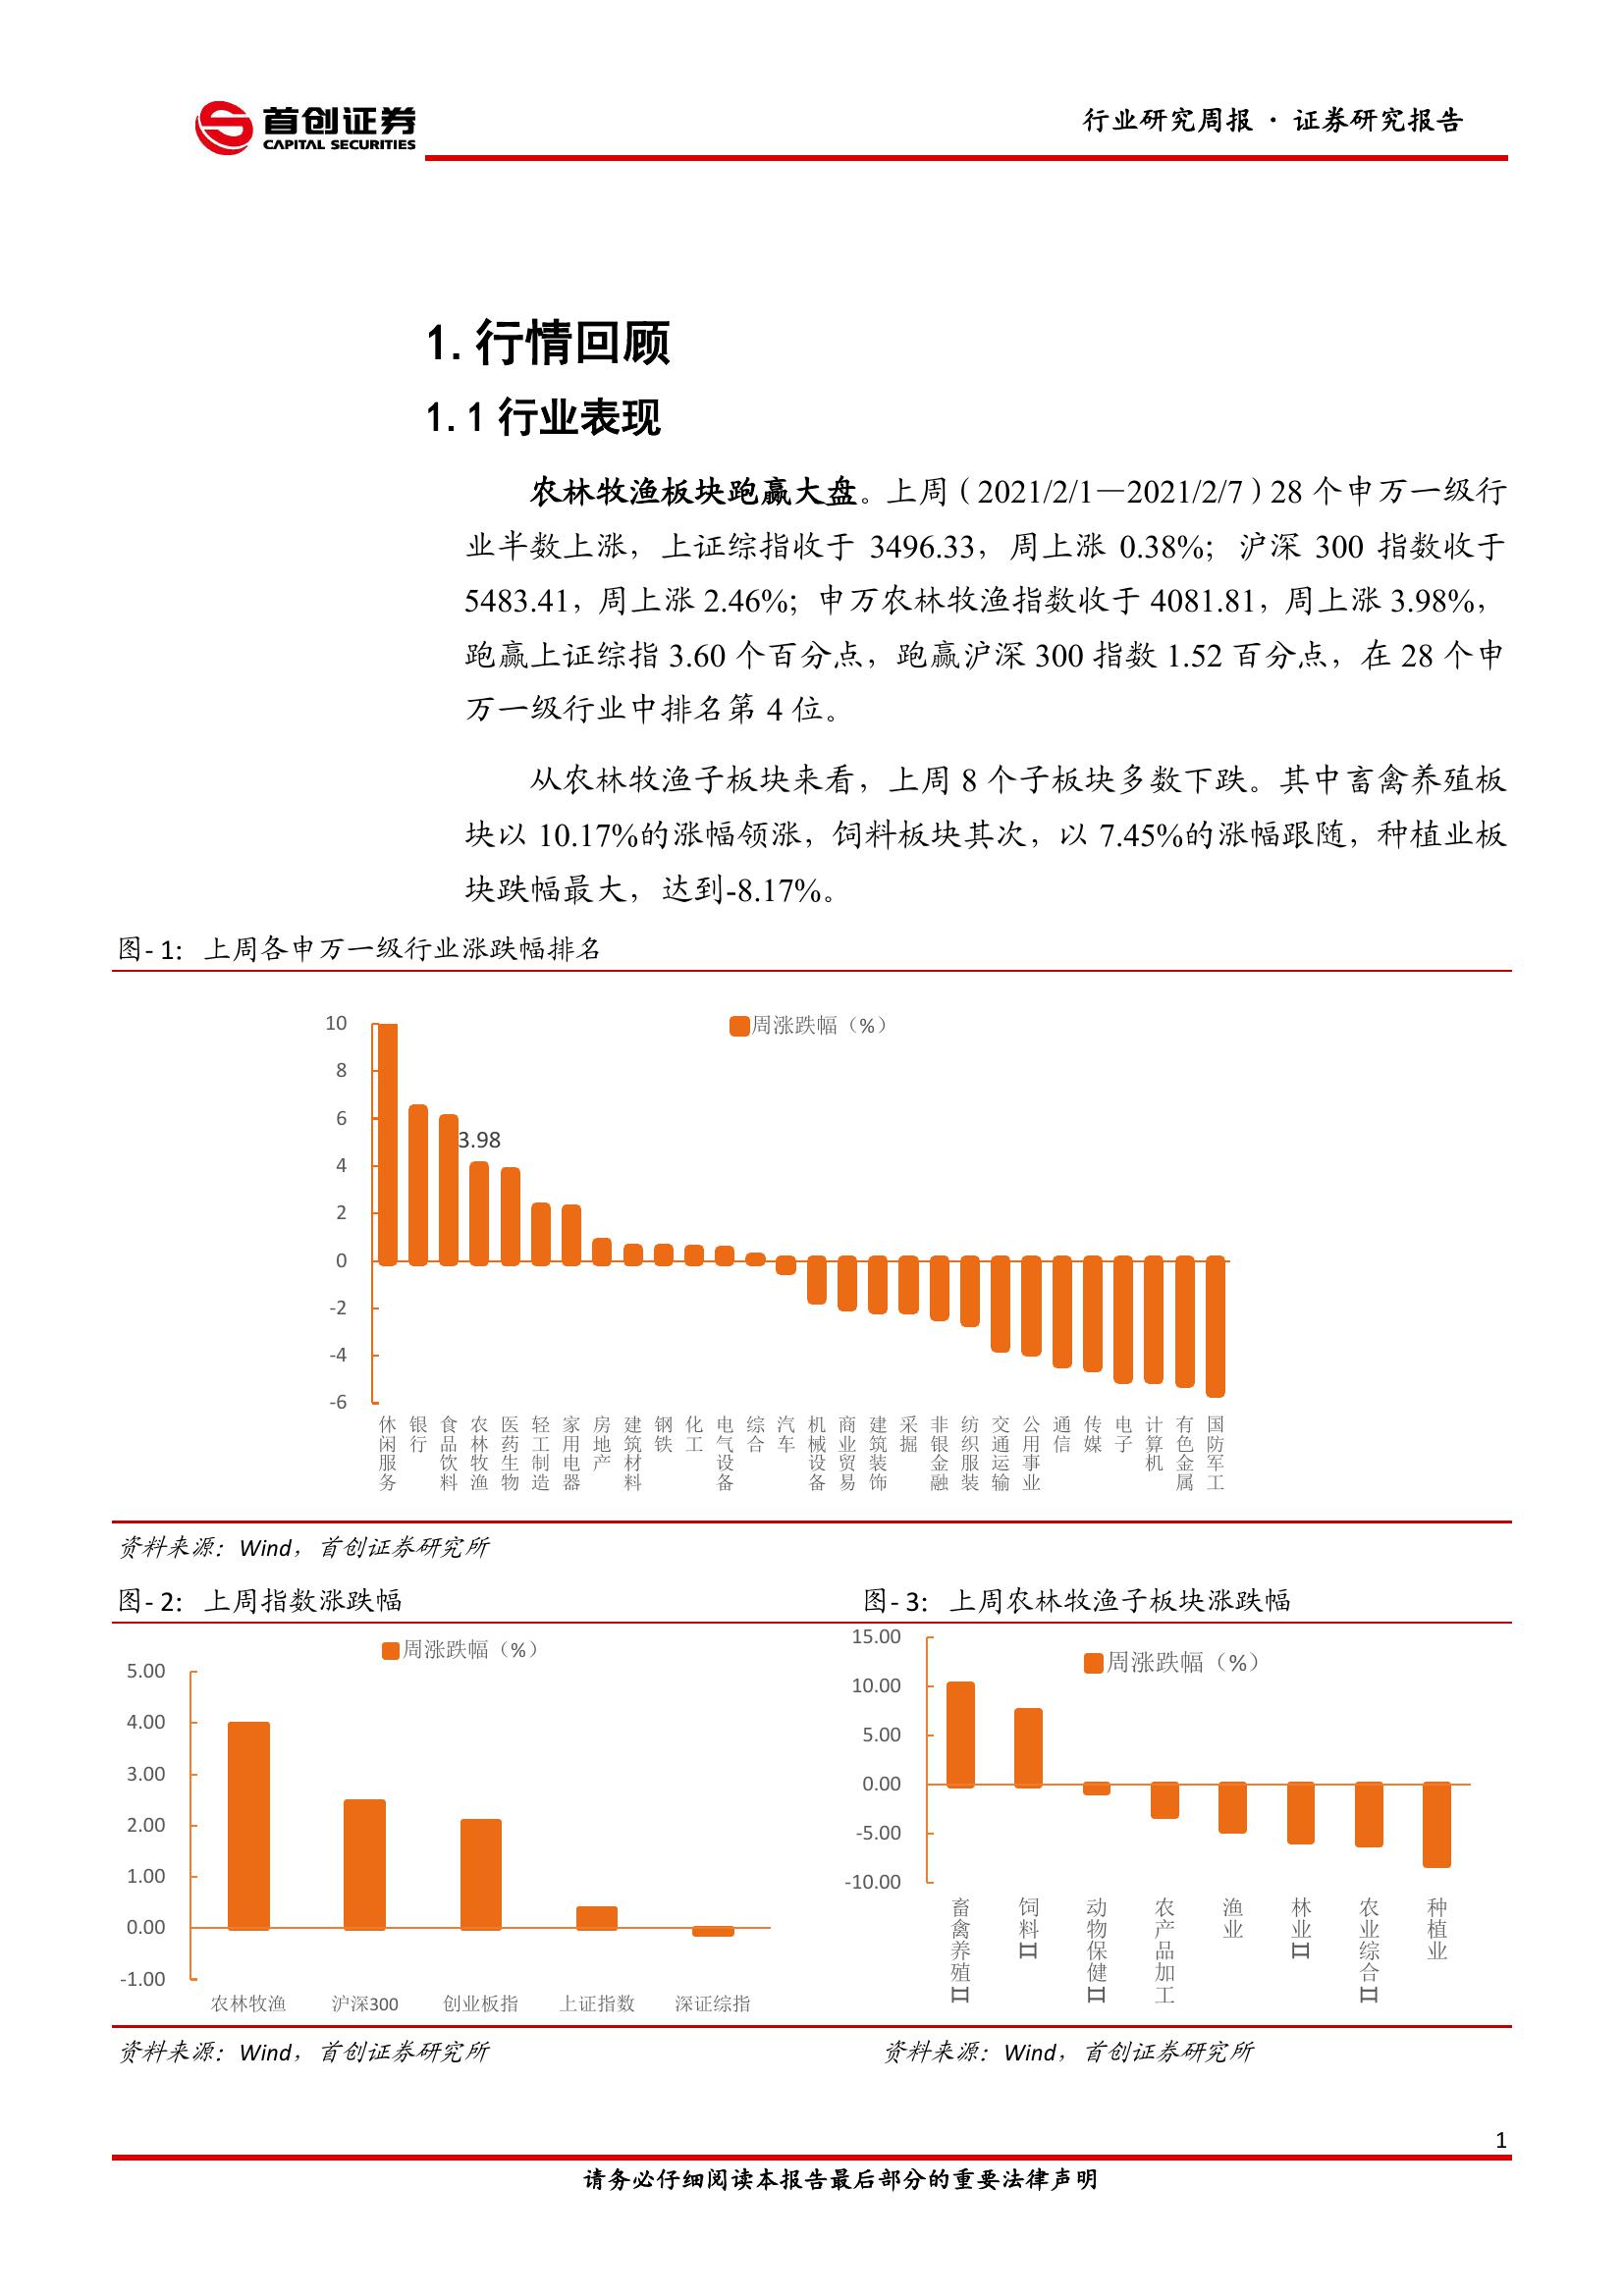 首创证券
CAPITAL SECURITIES
行业研究周报 · 证券研究报告
1.行情回顾
1.1 行业表现
农林牧渔板块跑赢大盘。上周（2021/2/1—2021/2/7）28 个申万一级行
业半数上涨，上证综指收于 3496.33，周上涨 0.38%；沪深 300 指数收于
5483.41，周上涨 2.46%；申万农林牧渔指数收于 4081.81，周上涨 3.98%，
跑赢上证综指 3.60 个百分点，跑赢沪深 300 指数 1.52 百分点，在 28 个申
万一级行业中排名第 4 位。
从农林牧渔子板块来看，上周 8 个子板块多数下跌。其中畜禽养殖板
块以 10.17%的涨幅领涨，饲料板块其次，以 7.45%的涨幅跟随，种植业板
块跌幅最大，达到-8.17%。
图- 1： 上周各申万一级行业涨跌幅排名
周涨跌幅（%）
10
8
6
4
2
0
-2
-4
-6
3.98
休闲服务
银行
食品饮料
农林牧渔
医药生物
轻工制造
家用电器
房地产
建筑材料
钢铁
化工
电气设备
综合
汽车
机械设备
商业贸易
建筑装饰
采掘
非银金融
纺织服装
交通运输
公用事业
通信
传媒
电子
计算机
有色金属
国防军工
资料来源：Wind，首创证券研究所
图- 2： 上周指数涨跌幅
周涨跌幅（%）
5.00
4.00
3.00
2.00
1.00
0.00
-1.00
农林牧渔
沪深300
创业板指
上证指数
深证综指
资料来源：Wind，首创证券研究所
图- 3： 上周农林牧渔子板块涨跌幅
周涨跌幅（%）
15.00
10.00
5.00
0.00
-5.00
-10.00
畜禽养殖Ⅱ
饲料Ⅱ
动物保健Ⅱ
农产品加工
渔业
林业Ⅱ
农业综合Ⅱ
种植业
资料来源：Wind，首创证券研究所
1
请务必仔细阅读本报告最后部分的重要法律声明